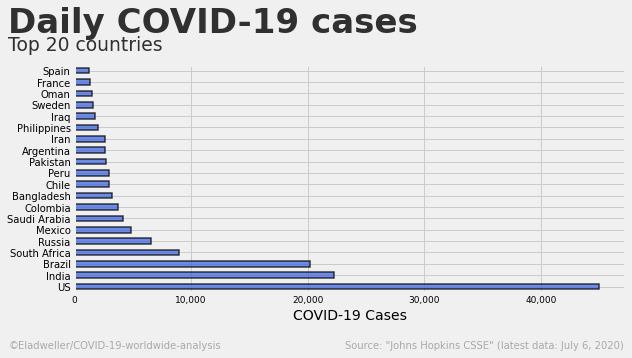 Daily COVID-19 cases
Top 20 countries
Spain
France
Oman
Sweden
Iraq
Philippines
Iran
Argentina
Pakistan
Peru
Chile
Bangladesh
Colombia
Saudi Arabia
Mexico
Russia
South Africa
Brazil
India
US
0 10,000 20,000 30,000 40,000
COVID-19 Cases
©Eladweller/COVID-19-worldwide-analysis Source: "Johns Hopkins CSSE" (latest data: July 6, 2020)